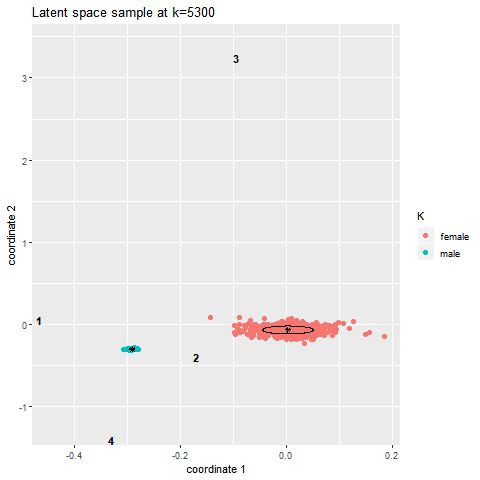 Latent space sample at k=5300
3
3
2
1
0
-1
1
2
4
-0.4
-0.2
0.0
0.2
coordinate 1
coordinate 2
K
female
male